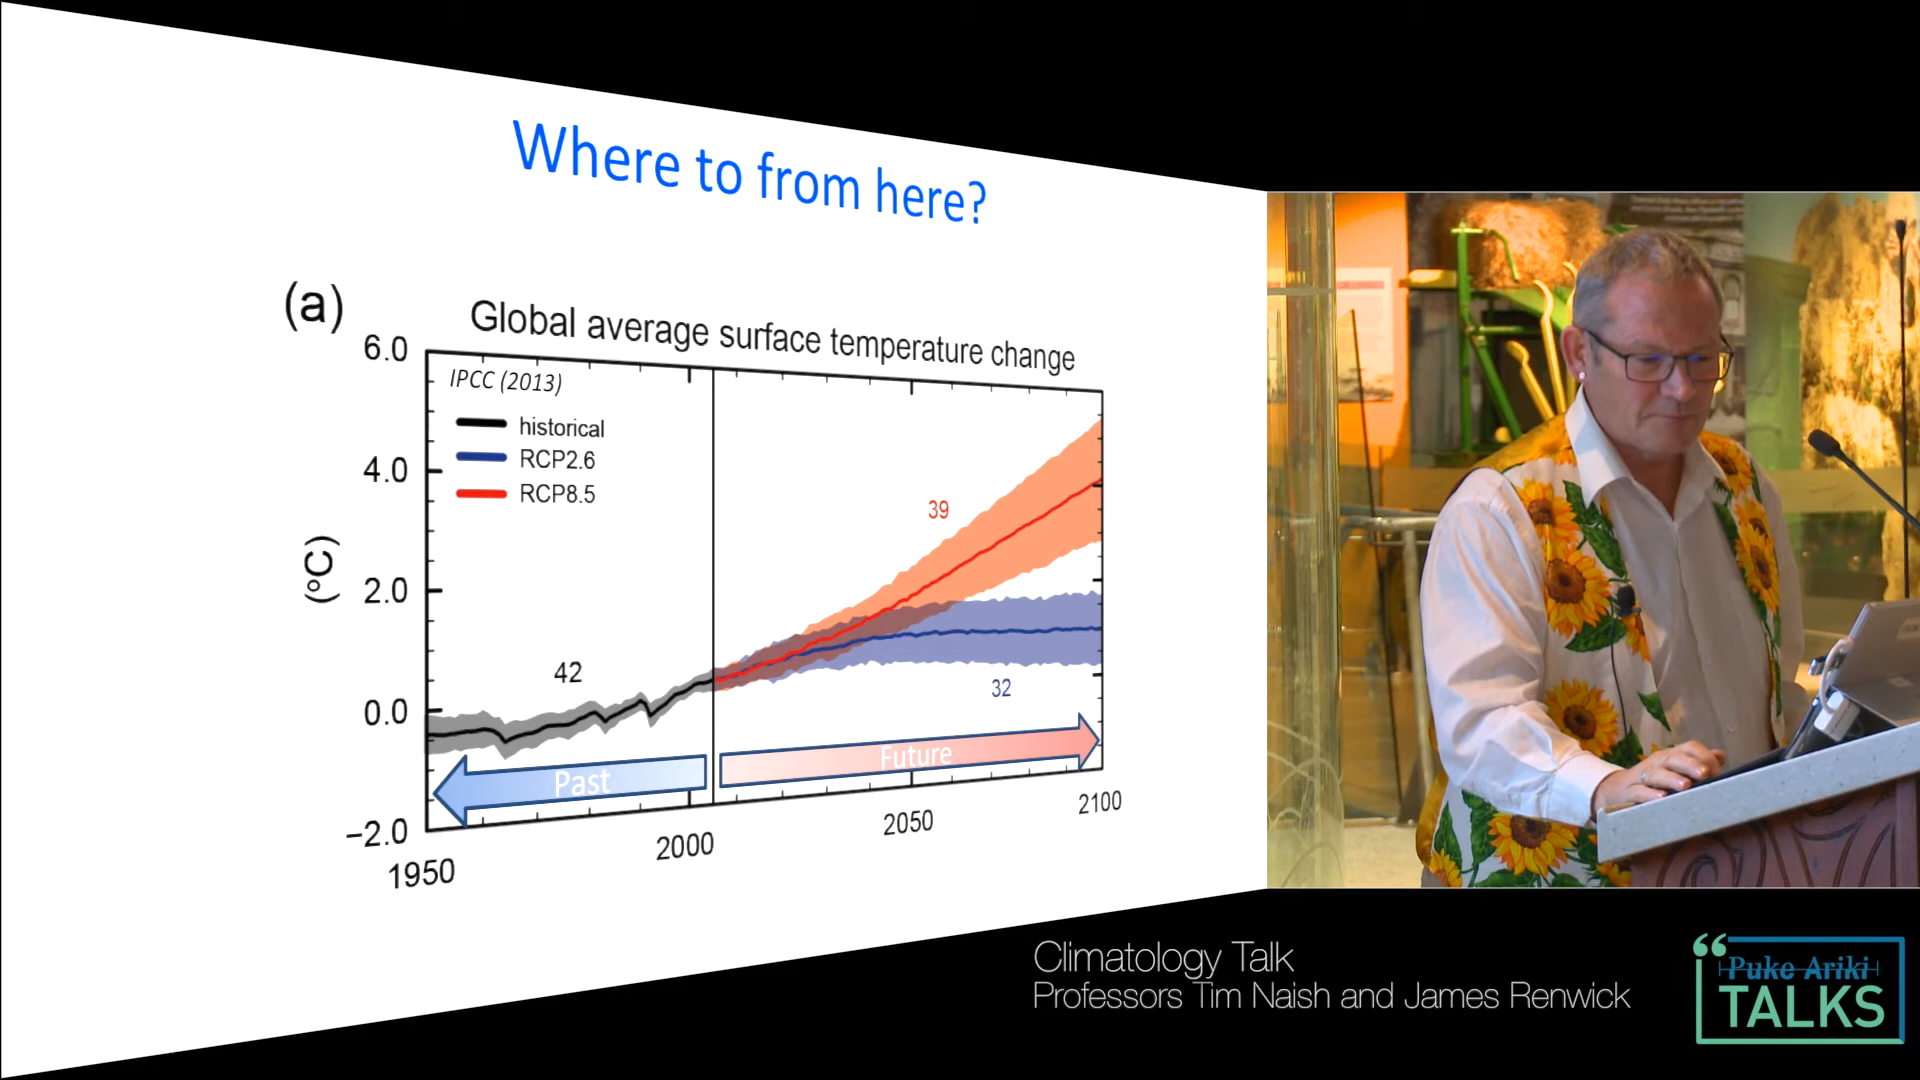 Where to from here?
(a)
Global average surface temperature change
6.0
IPCC (2013)
historical
RCP2.6
RCP8.5
4.0
39
(°C)
2.0
42
32
0.0
Past
Future
−2.0
1950
2000
2050
2100
Climatology Talk
Professors Tim Naish and James Renwick
“
Puke Ariki
TALKS